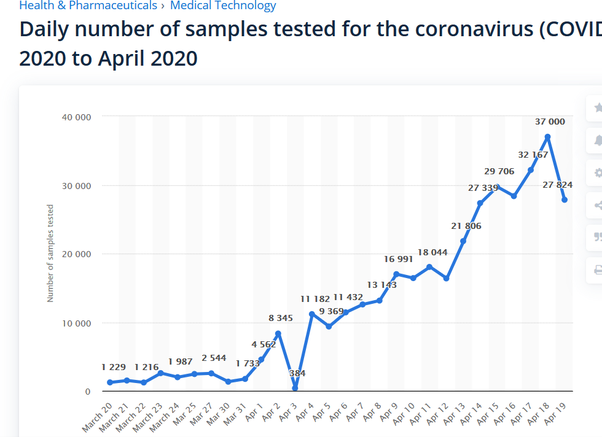 Health & Pharmaceuticals › Medical Technology
Daily number of samples tested for the coronavirus (COVID
2020 to April 2020
40 000
30 000
20 000
10 000
0
Number of samples tested
1 229
1 216
1 987
2 544
1 733
4 562
8 345
384
11 182
9 369
11 432
13 143
16 991
18 044
21 806
27 339
29 706
32 167
37 000
27 824
March 20
March 21
March 22
March 23
March 24
March 25
March 27
March 30
March 31
Apr 1
Apr 2
Apr 3
Apr 4
Apr 5
Apr 6
Apr 7
Apr 8
Apr 9
Apr 10
Apr 11
Apr 12
Apr 13
Apr 14
Apr 15
Apr 16
Apr 17
Apr 18
Apr 19